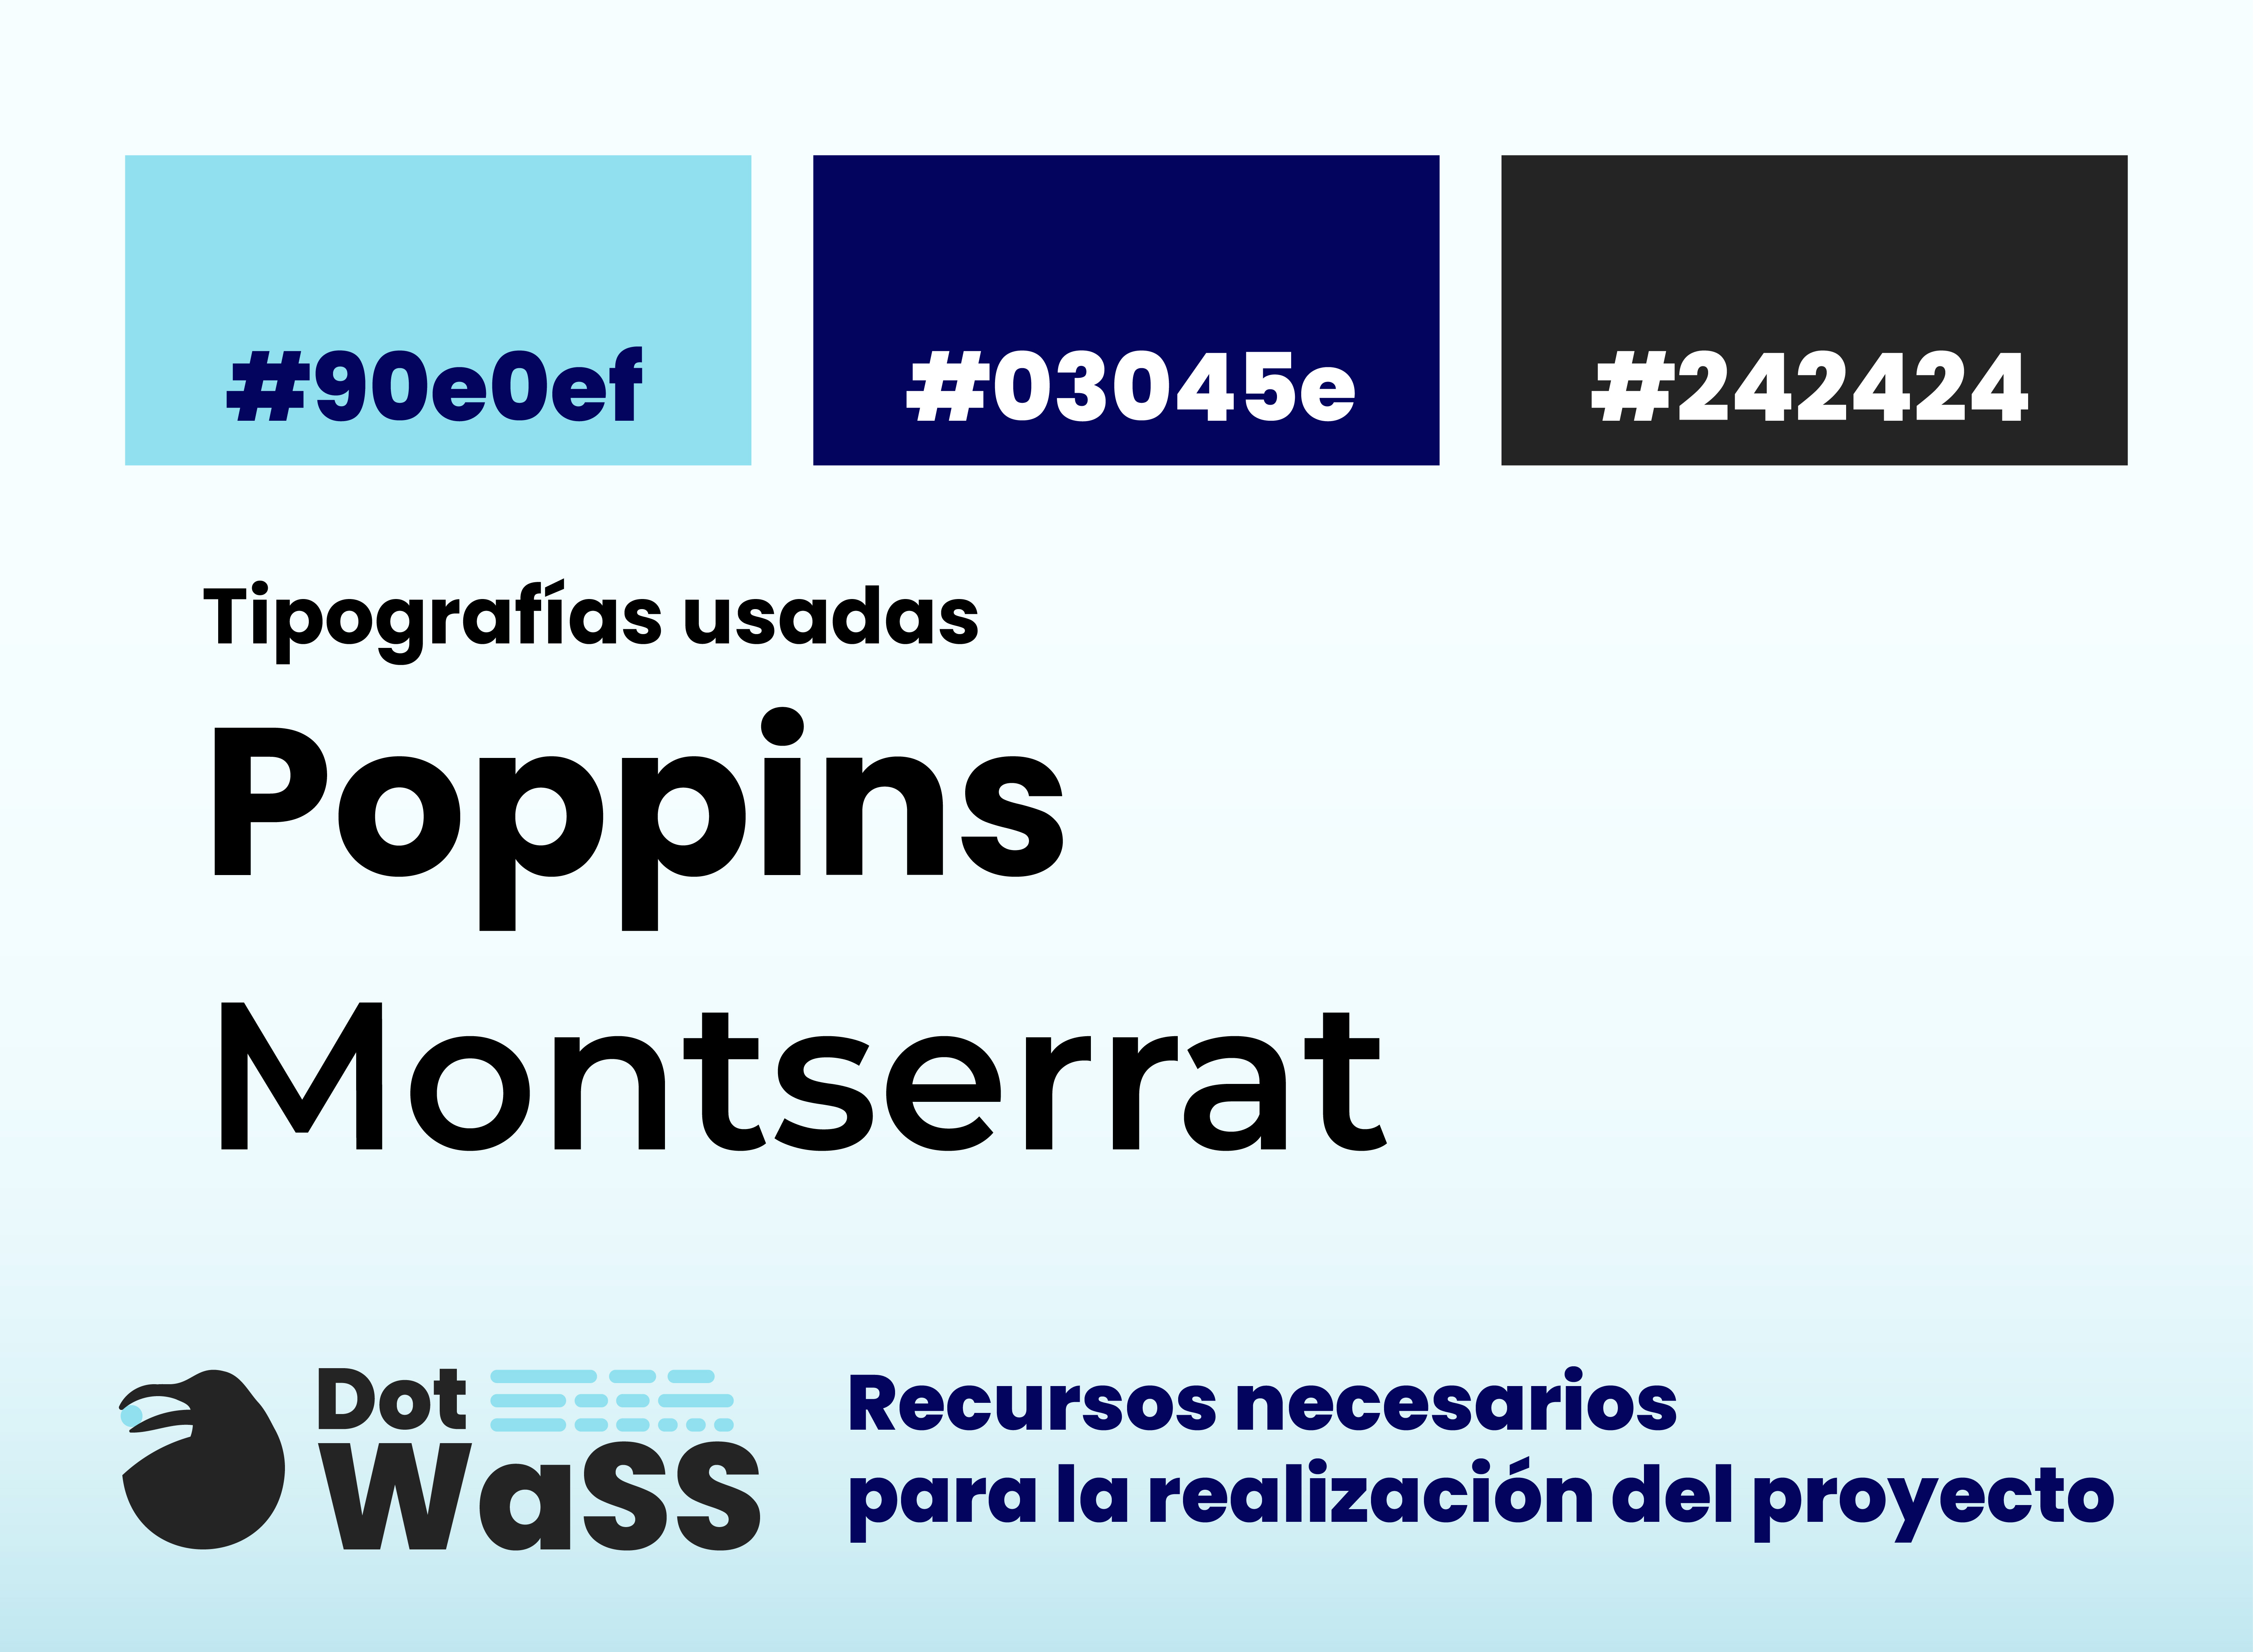 #90e0ef
#03045e
#242424
Tipografías usadas
Poppins
Montserrat
Dot
WaSS
Recursos necesarios
para la realización del proyecto